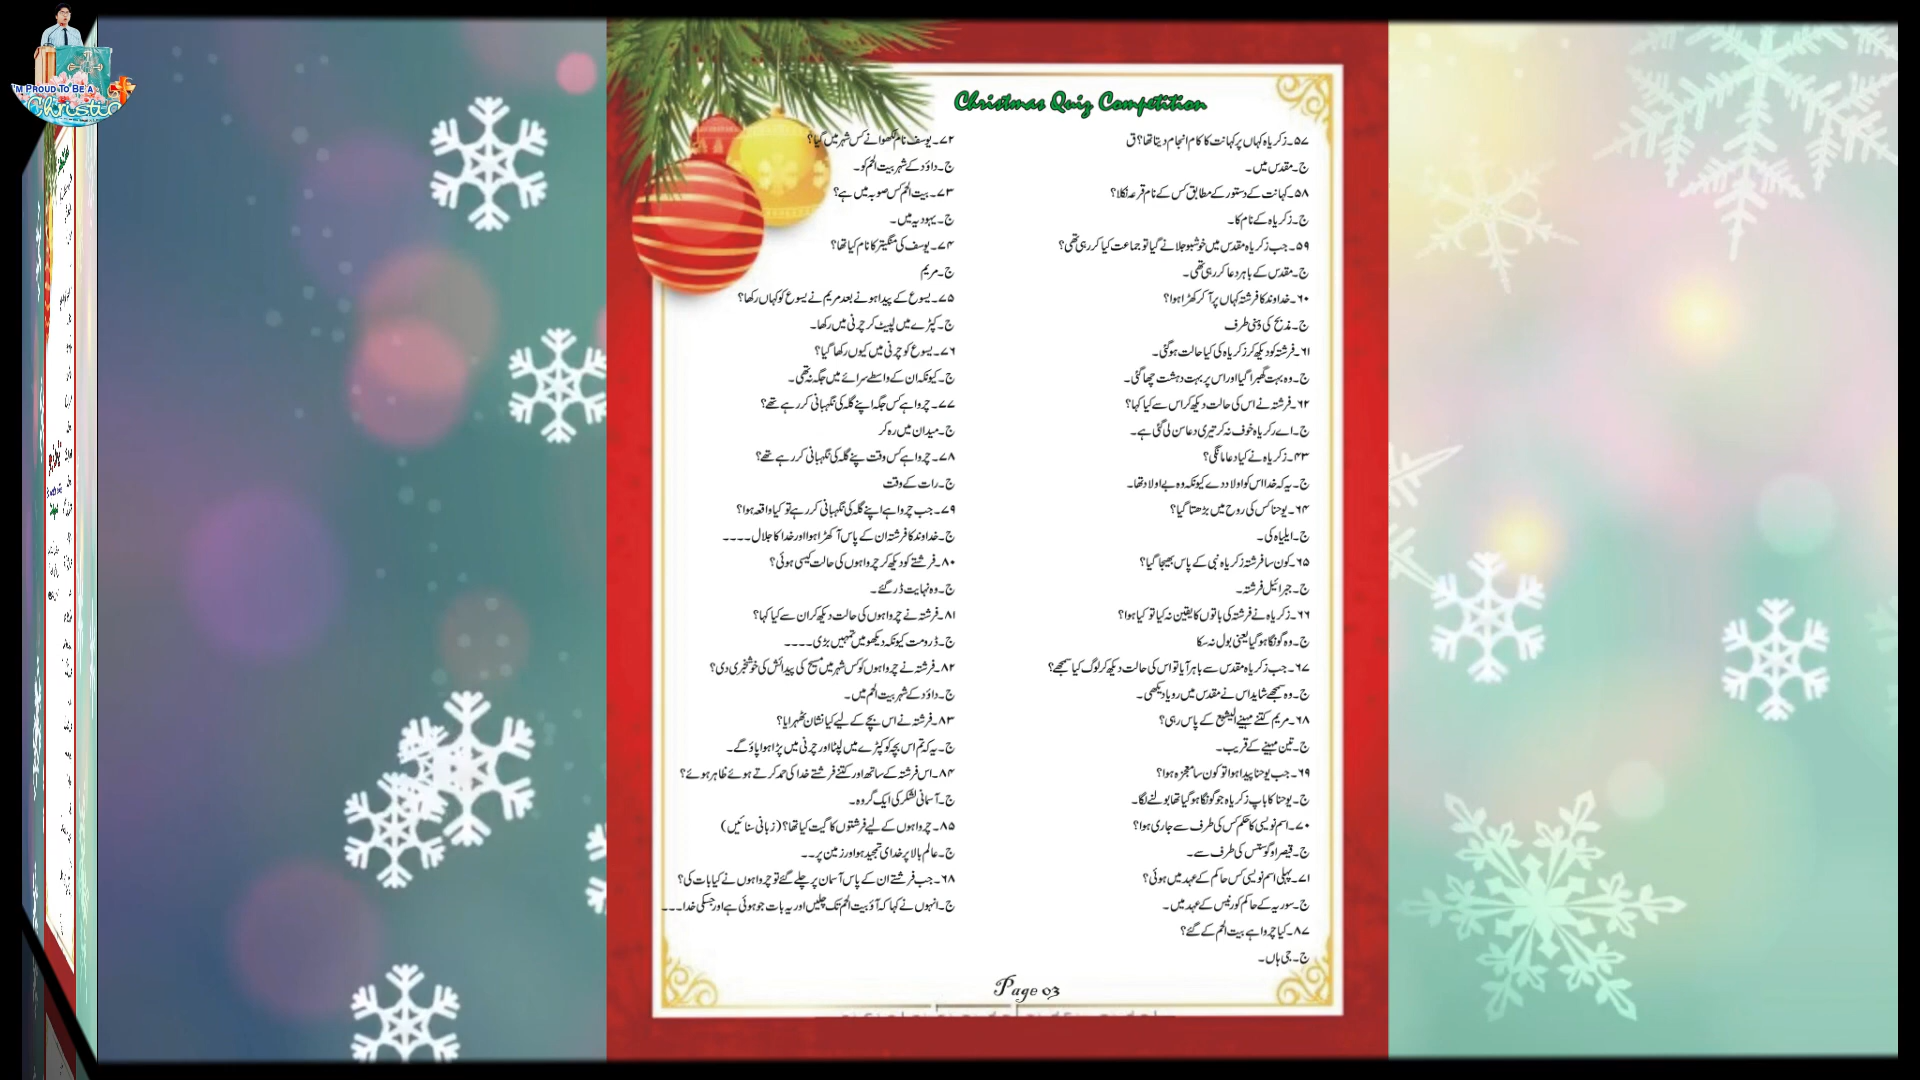 I'M PROUD TO BE A
Christian
Christmas Quiz Competition
۵۷۔زکریاہ کہاں پر کہانت کا کام انجام دیتا تھا؟ ق
ج۔مقدس میں۔
۵۸۔کہانت کے دستور کے مطابق کس کے نام قرعہ نکلا؟
ج۔زکریاہ کے نام کا۔
۵۹۔جب زکریاہ مقدس میں خوشبو جلانے گیا تو جماعت کیا کر رہی تھی؟
ج۔مقدس کے باہر دعا کر رہی تھی۔
۶۰۔خداوند کا فرشتہ کہاں پر آ کر کھڑا ہوا؟
ج۔مذبح کی دہنی طرف
۶۱۔فرشتہ کو دیکھ کر زکریاہ کی کیا حالت ہو گئی۔
ج۔وہ بہت گھبرا گیا اور اس پر بہت دہشت چھا گئی۔
۶۲۔فرشتہ نے اس کی حالت دیکھ کر اس سے کیا کہا؟
ج۔اے زکریاہ خوف نہ کر تیری دعا سن لی گئی ہے۔
۴۳۔زکریاہ نے کیا دعا مانگی؟
ج۔یہ کہ خدا اس کو اولاد دے کیونکہ وہ بے اولاد تھا۔
۶۴۔یوحنا کس کی روح میں بڑھتا گیا؟
ج۔ایلیاہ کی۔
۶۵۔کون سا فرشتہ زکریاہ نبی کے پاس بھیجا گیا؟
ج۔جبرائیل فرشتہ۔
۶۶۔زکریاہ نے فرشتہ کی باتوں کا یقین نہ کیا تو کیا ہوا؟
ج۔وہ گونگا ہو گیا یعنی بول نہ سکا
۶۷۔جب زکریاہ مقدس سے باہر آیا تو اس کی حالت دیکھ کر لوگ کیا سمجھے؟
ج۔وہ سمجھے شاید اس نے مقدس میں رویا دیکھی۔
۶۸۔مریم کتنے مہینے الیشبع کے پاس رہی؟
ج۔تین مہینے کے قریب۔
۶۹۔جب یوحنا پیدا ہوا تو کون سا معجزہ ہوا؟
ج۔یوحنا کا باپ زکریاہ جو گونگا ہو گیا تھا بولنے لگا۔
۷۰۔اسم نویسی کا حکم کس کی طرف سے جاری ہوا؟
ج۔قیصر اوگوستس کی طرف سے۔
۷۱۔پہلی اسم نویسی کس حاکم کے عہد میں ہوئی؟
ج۔سوریہ کے حاکم کورنیس کے عہد میں۔
۸۷۔کیا چرواہے بیت الحم کے گئے؟
ج۔جی ہاں۔
۷۲۔یوسف نام لکھوانے کس شہر میں گیا؟
ج۔داؤد کے شہر بیت الحم کو۔
۷۳۔بیت الحم کس صوبہ میں ہے؟
ج۔یہودیہ میں۔
۷۴۔یوسف کی منگیتر کا نام کیا تھا؟
ج۔مریم
۷۵۔یسوع کے پیدا ہونے بعد مریم نے یسوع کو کہاں رکھا؟
ج۔کپڑے میں لپیٹ کر چرنی میں رکھا۔
۷۶۔یسوع کو چرنی میں کیوں رکھا گیا؟
ج۔کیونکہ ان کے واسطے سرائے میں جگہ نہ تھی۔
۷۷۔چرواہے کس جگہ اپنے گلہ کی نگہبانی کر رہے تھے؟
ج۔میدان میں رہ کر
۷۸۔چرواہے کس وقت پنے گلہ کی نگہبانی کر رہے تھے؟
ج۔رات کے وقت
۷۹۔جب چرواہے اپنے گلہ کی نگہبانی کر رہے تو کیا واقعہ ہوا؟
ج۔خداوند کا فرشتہ ان کے پاس آ کھڑا ہوا اور خدا کا جلال۔۔۔۔
۸۰۔فرشتے کو دیکھ کر چرواہوں کی حالت کیسی ہوئی؟
ج۔وہ نہایت ڈر گئے۔
۸۱۔فرشتہ نے چرواہوں کی حالت دیکھ کر ان سے کیا کہا؟
ج۔ڈرو مت کیونکہ دیکھو میں تمہیں بڑی۔۔۔۔
۸۲۔فرشتہ نے چرواہوں کو کس شہر میں مسیح کی پیدائش کی خوشخبری دی؟
ج۔داؤد کے شہر بیت الحم میں۔
۸۳۔فرشتہ نے اس بچے کے لیے کیا نشان ٹھہرایا؟
ج۔یہ کہ تم اس بچہ کو کپڑے میں لپٹا اور چرنی میں پڑا ہوا پاؤ گے۔
۸۴۔اس فرشتہ کے ساتھ اور کتنے فرشتے خدا کی حمد کرتے ہوئے ظاہر ہوئے؟
ج۔آسمانی لشکر کی ایک گروہ۔
۸۵۔چرواہوں کے لیے فرشتوں کا گیت کیا تھا؟ (زبانی سنائیں)
ج۔عالم بالا پر خدای تمجید ہو اور زمین پر۔۔
۶۸۔جب فرشتے ان کے پاس آسمان پر چلے گئے تو چرواہوں نے کیا بات کی؟
ج۔انہوں نے کہا کہ آؤ بیت الحم تک چلیں اور یہ بات جو ہوئی ہے اور جسکی خدا۔۔۔
Page 03